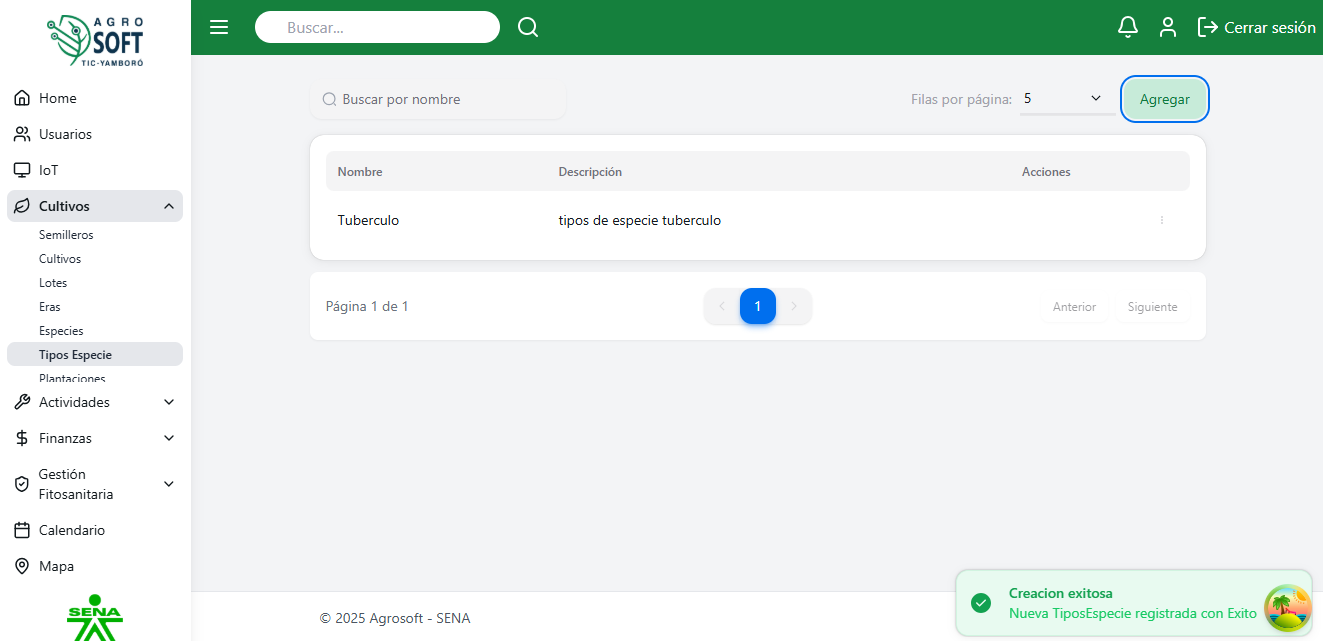 AGRO
SOFT
TIC-YAMBORÓ
Buscar...
Cerrar sesión
Home
Usuarios
IoT
Cultivos
Semilleros
Cultivos
Lotes
Eras
Especies
Tipos Especie
Plantaciones
Actividades
Finanzas
Gestión
Fitosanitaria
Calendario
Mapa
SENA
Buscar por nombre
Filas por página: 5
Agregar
Nombre Descripción Acciones
Tuberculo tipos de especie tuberculo
Página 1 de 1
1
Anterior Siguiente
© 2025 Agrosoft - SENA
Creacion exitosa
Nueva TiposEspecie registrada con Exito